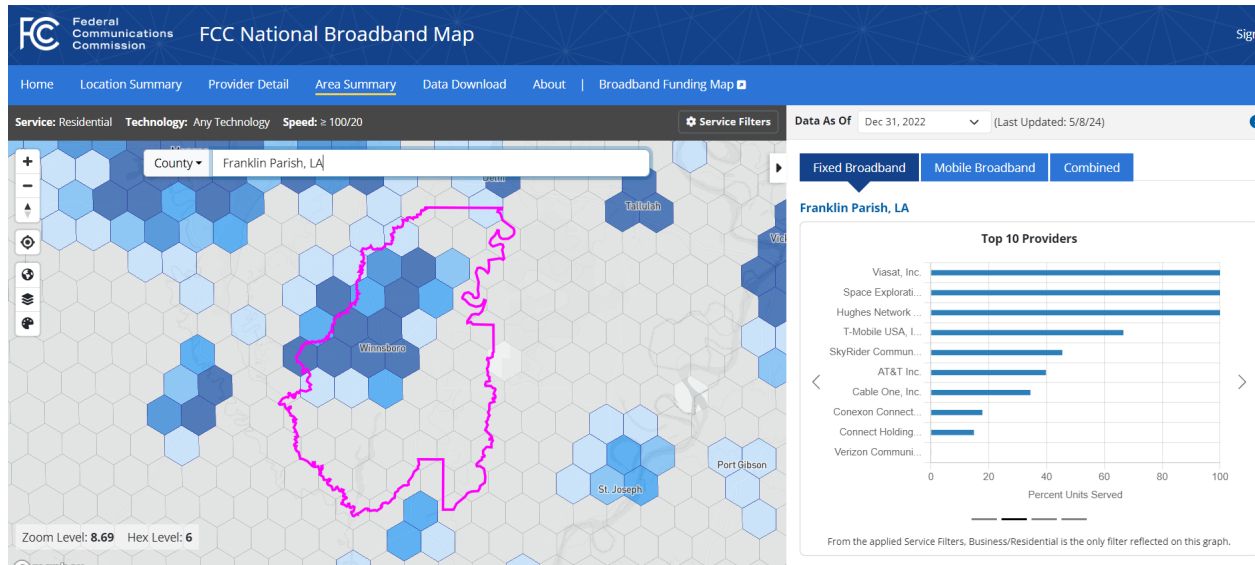 Federal
Communications
Commission
FCC National Broadband Map
Home Location Summary Provider Detail Area Summary Data Download About | Broadband Funding Map
Service: Residential Technology: Any Technology Speed: ≥ 100/20 Service Filters
Data As Of Dec 31, 2022 (Last Updated: 5/8/24)
County Franklin Parish, LA
Tallulah
Winnsboro
St. Joseph
Port Gibson
Zoom Level: 8.69 Hex Level: 6
Fixed Broadband Mobile Broadband Combined
Franklin Parish, LA
Top 10 Providers
Viasat, Inc.
Space Explorati...
Hughes Network ...
T-Mobile USA, I...
SkyRider Commun...
AT&T Inc.
Cable One, Inc.
Conexon Connect...
Connect Holding...
Verizon Communi...
0 20 40 60 80 100
Percent Units Served
From the applied Service Filters, Business/Residential is the only filter reflected on this graph.